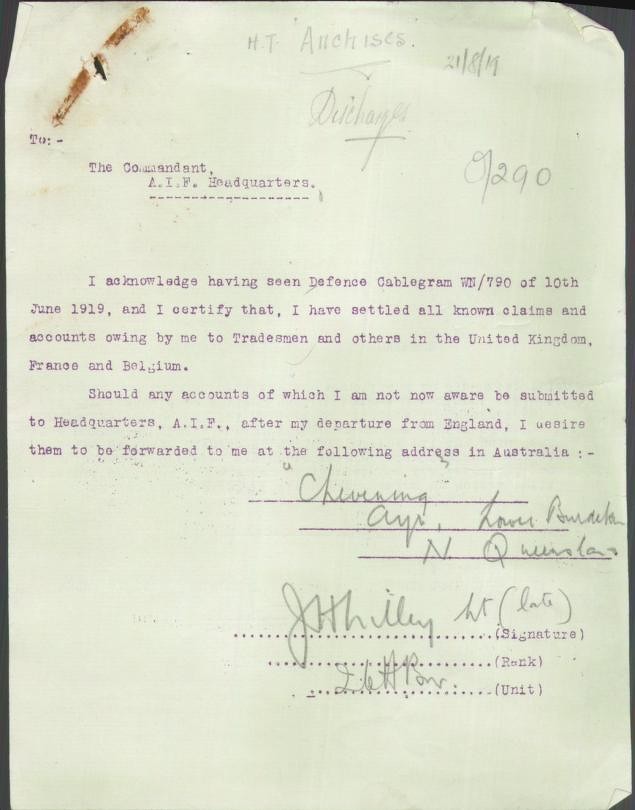 H.T. Anchises.
21/8/19
Discharges
To:-
The Commandant,
A.I.F. Headquarters.
I acknowledge having seen Defence Cablegram WN/790 of 10th
June 1919, and I certify that, I have settled all known claims and
accounts owing by me to Tradesmen and others in the United Kingdom,
France and Belgium.
Should any accounts of which I am not now aware be submitted
to Headquarters, A.I.F., after my departure from England, I desire
them to be forwarded to me at the following address in Australia :-
"Chevening"
Ayr, Lower Burdekin
N. Queensland
Lt (late)
(Signature)
(Rank)
(Unit)